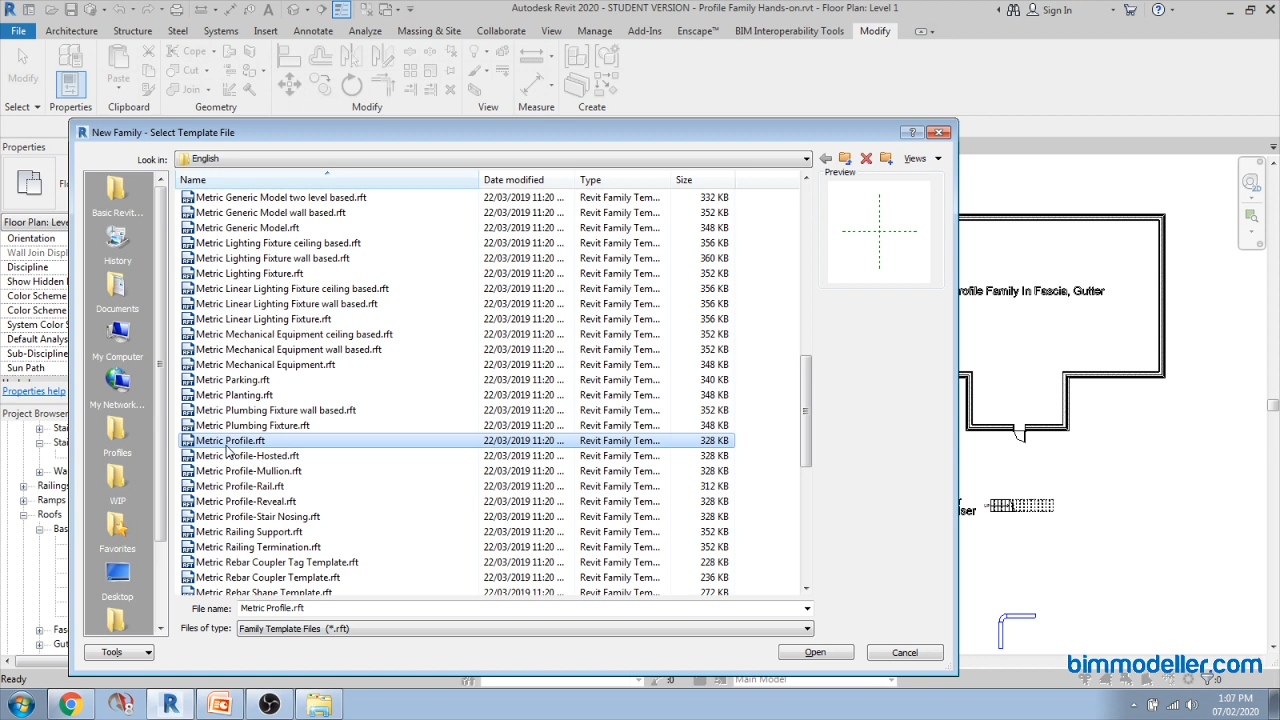 Autodesk Revit 2020 - STUDENT VERSION - Profile Family Hands-on.rvt - Floor Plan: Level 1
Sign In
File Architecture Structure Steel Systems Insert Annotate Analyze Massing & Site Collaborate View Manage Add-Ins Enscape™ BIM Interoperability Tools Modify
Modify
Paste
Cope
Cut
Join
Select Properties Clipboard Geometry Modify View Measure Create
Properties
Floor Plan: Leve
Orientation
Wall Join Displ
Discipline
Show Hidden
Color Scheme
Color Scheme
System Color S
Default Analys
Sub-Discipline
Sun Path
Properties help
Project Browser
Stai
Stai
Wa
Railings
Ramps
Roofs
Bas
Fas
Gut
New Family - Select Template File
Look in: English
Views
Basic Revit...
History
Documents
My Computer
My Network...
Profiles
WIP
Favorites
Desktop
Name Date modified Type Size
Metric Generic Model two level based.rft 22/03/2019 11:20 ... Revit Family Tem... 332 KB
Metric Generic Model wall based.rft 22/03/2019 11:20 ... Revit Family Tem... 352 KB
Metric Generic Model.rft 22/03/2019 11:20 ... Revit Family Tem... 348 KB
Metric Lighting Fixture ceiling based.rft 22/03/2019 11:20 ... Revit Family Tem... 356 KB
Metric Lighting Fixture wall based.rft 22/03/2019 11:20 ... Revit Family Tem... 360 KB
Metric Lighting Fixture.rft 22/03/2019 11:20 ... Revit Family Tem... 352 KB
Metric Linear Lighting Fixture ceiling based.rft 22/03/2019 11:20 ... Revit Family Tem... 356 KB
Metric Linear Lighting Fixture wall based.rft 22/03/2019 11:20 ... Revit Family Tem... 356 KB
Metric Linear Lighting Fixture.rft 22/03/2019 11:20 ... Revit Family Tem... 356 KB
Metric Mechanical Equipment ceiling based.rft 22/03/2019 11:20 ... Revit Family Tem... 352 KB
Metric Mechanical Equipment wall based.rft 22/03/2019 11:20 ... Revit Family Tem... 352 KB
Metric Mechanical Equipment.rft 22/03/2019 11:20 ... Revit Family Tem... 348 KB
Metric Parking.rft 22/03/2019 11:20 ... Revit Family Tem... 340 KB
Metric Planting.rft 22/03/2019 11:20 ... Revit Family Tem... 352 KB
Metric Plumbing Fixture wall based.rft 22/03/2019 11:20 ... Revit Family Tem... 352 KB
Metric Plumbing Fixture.rft 22/03/2019 11:20 ... Revit Family Tem... 348 KB
Metric Profile.rft 22/03/2019 11:20 ... Revit Family Tem... 328 KB
Metric Profile-Hosted.rft 22/03/2019 11:20 ... Revit Family Tem... 328 KB
Metric Profile-Mullion.rft 22/03/2019 11:20 ... Revit Family Tem... 328 KB
Metric Profile-Rail.rft 22/03/2019 11:20 ... Revit Family Tem... 312 KB
Metric Profile-Reveal.rft 22/03/2019 11:20 ... Revit Family Tem... 328 KB
Metric Profile-Stair Nosing.rft 22/03/2019 11:20 ... Revit Family Tem... 328 KB
Metric Railing Support.rft 22/03/2019 11:20 ... Revit Family Tem... 352 KB
Metric Railing Termination.rft 22/03/2019 11:20 ... Revit Family Tem... 352 KB
Metric Rebar Coupler Tag Template.rft 22/03/2019 11:20 ... Revit Family Tem... 228 KB
Metric Rebar Coupler Template.rft 22/03/2019 11:20 ... Revit Family Tem... 236 KB
Metric Rebar Shape Template.rft 22/03/2019 11:20 ... Revit Family Tem... 272 KB
Preview
File name: Metric Profile.rft
Files of type: Family Template Files (*.rft)
Tools Open Cancel
rofile Family In Fascia, Gutter
iser
bimmodeller.com
Ready :0 Main Model :0
1:07 PM
07/02/2020